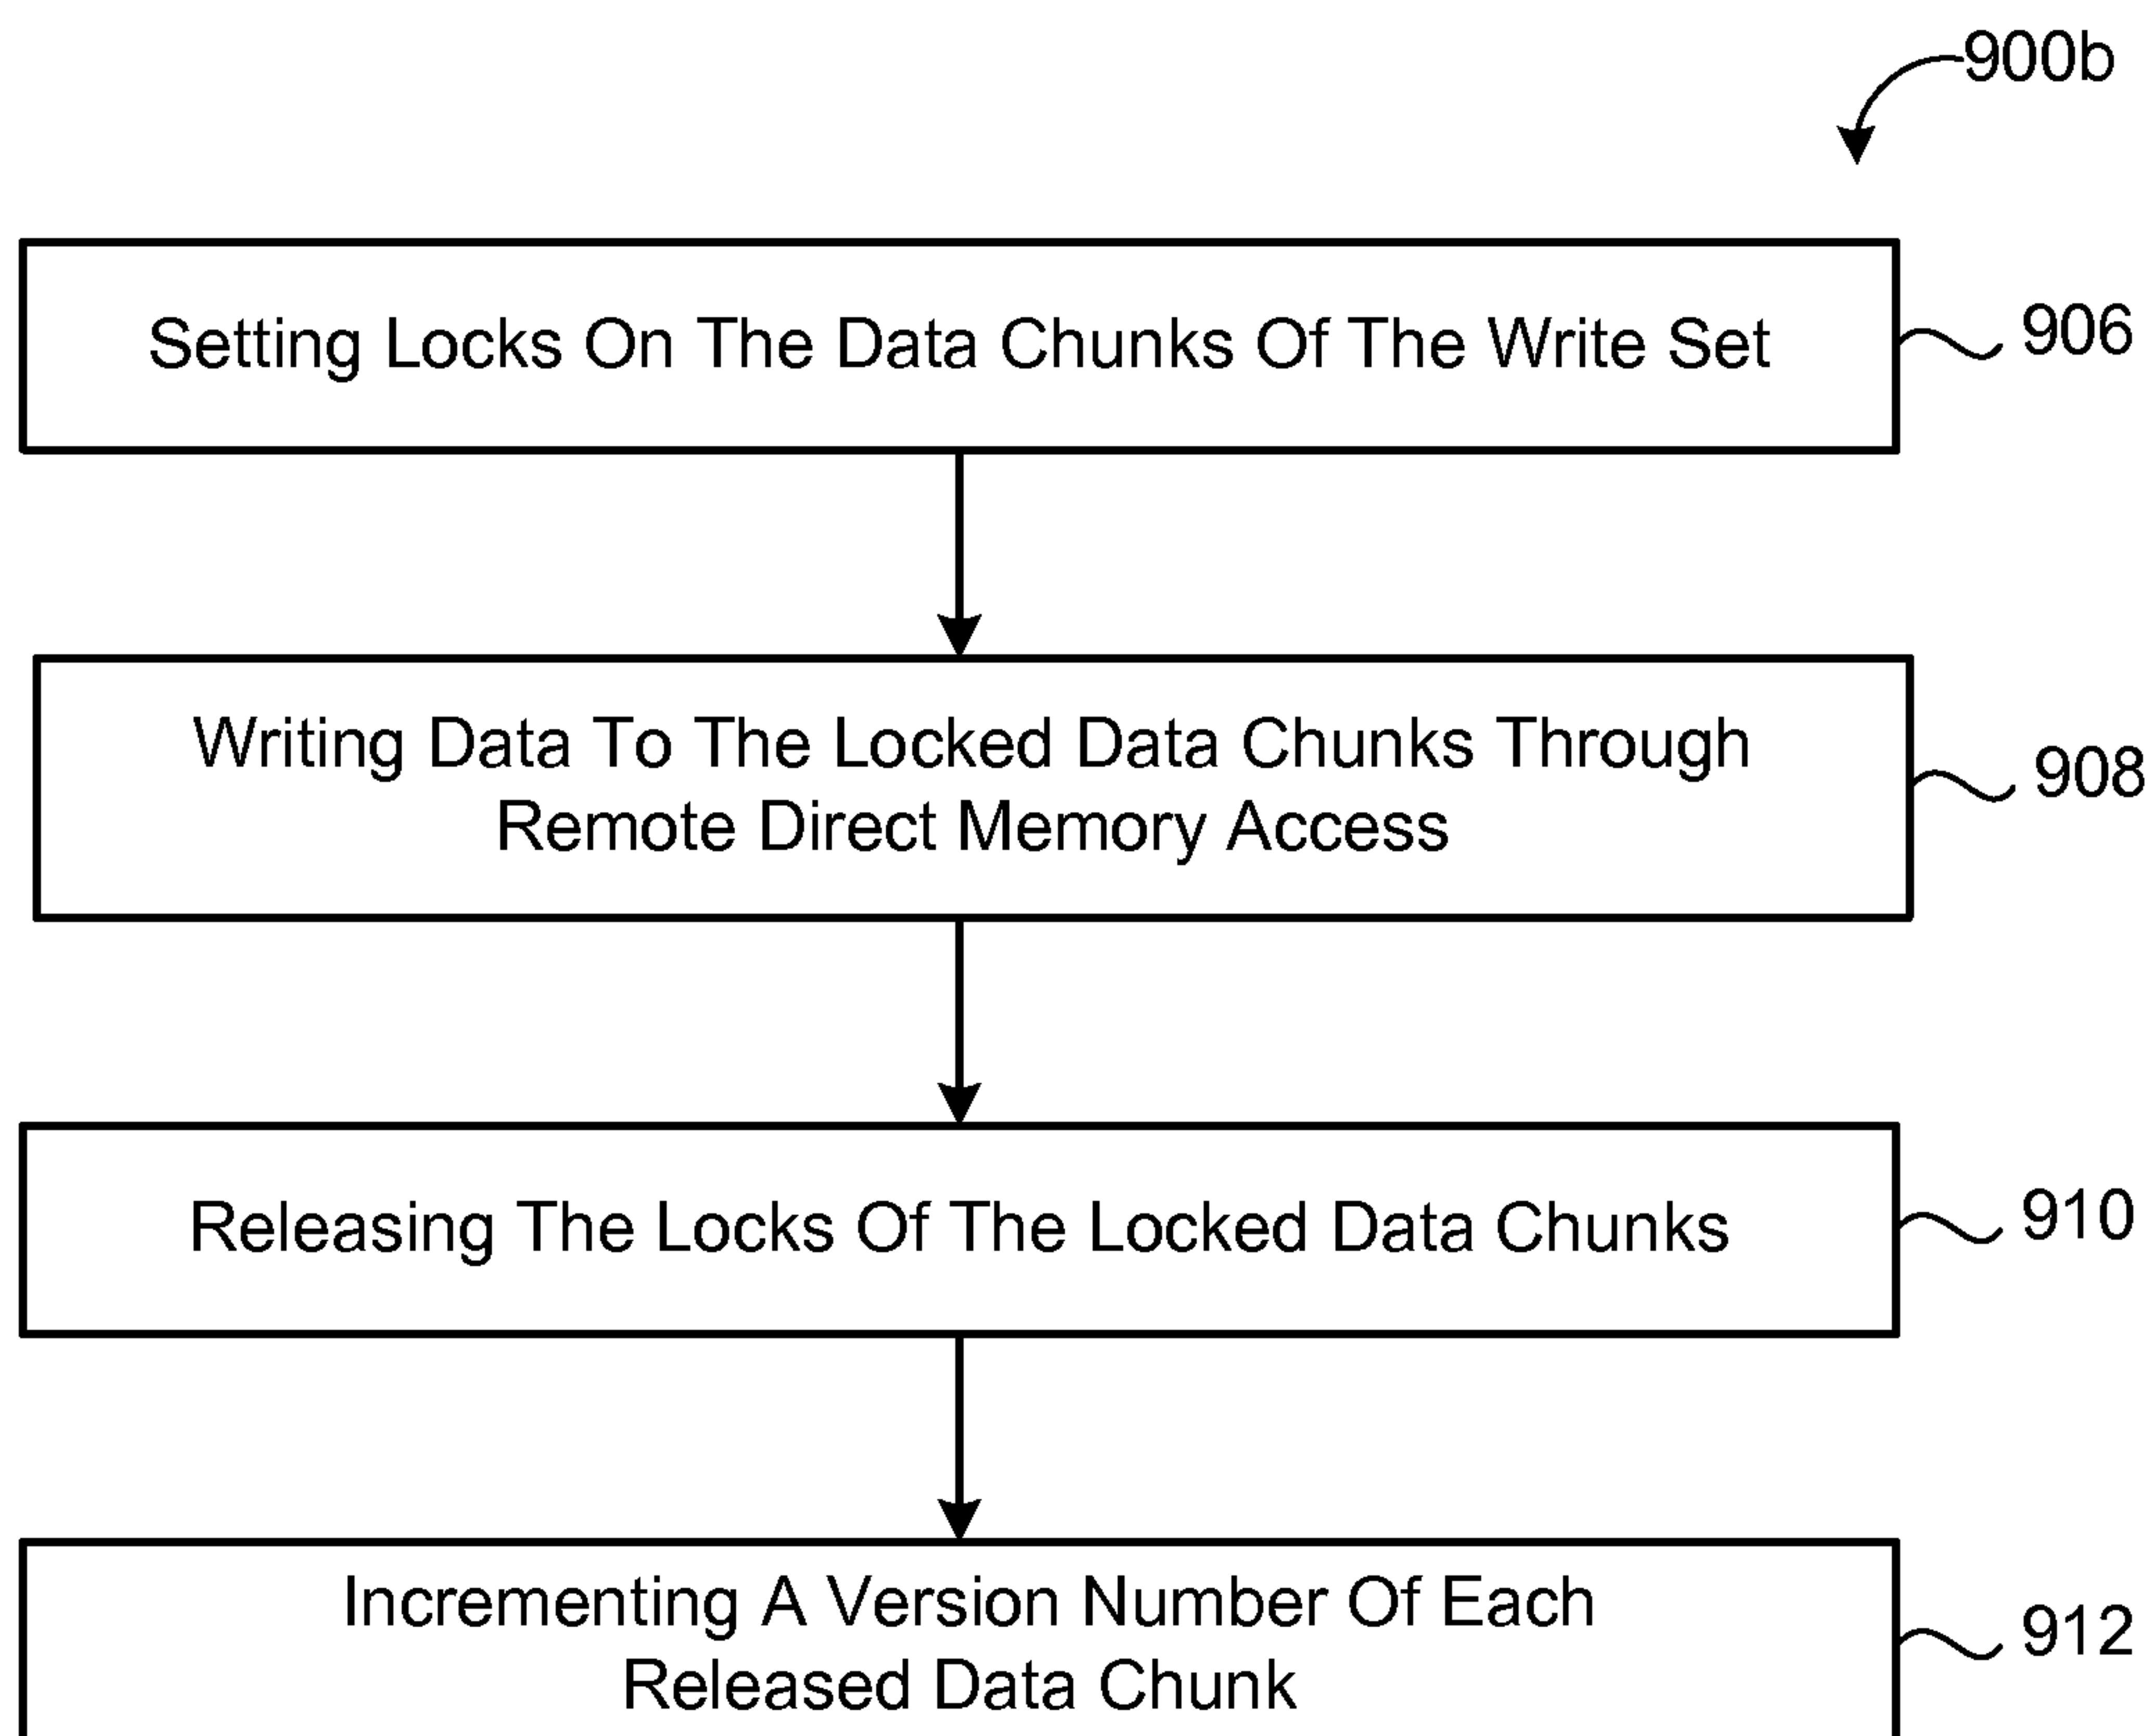 900b
Setting Locks On The Data Chunks Of The Write Set
906
Writing Data To The Locked Data Chunks Through
Remote Direct Memory Access
908
Releasing The Locks Of The Locked Data Chunks
910
Incrementing A Version Number Of Each
Released Data Chunk
912